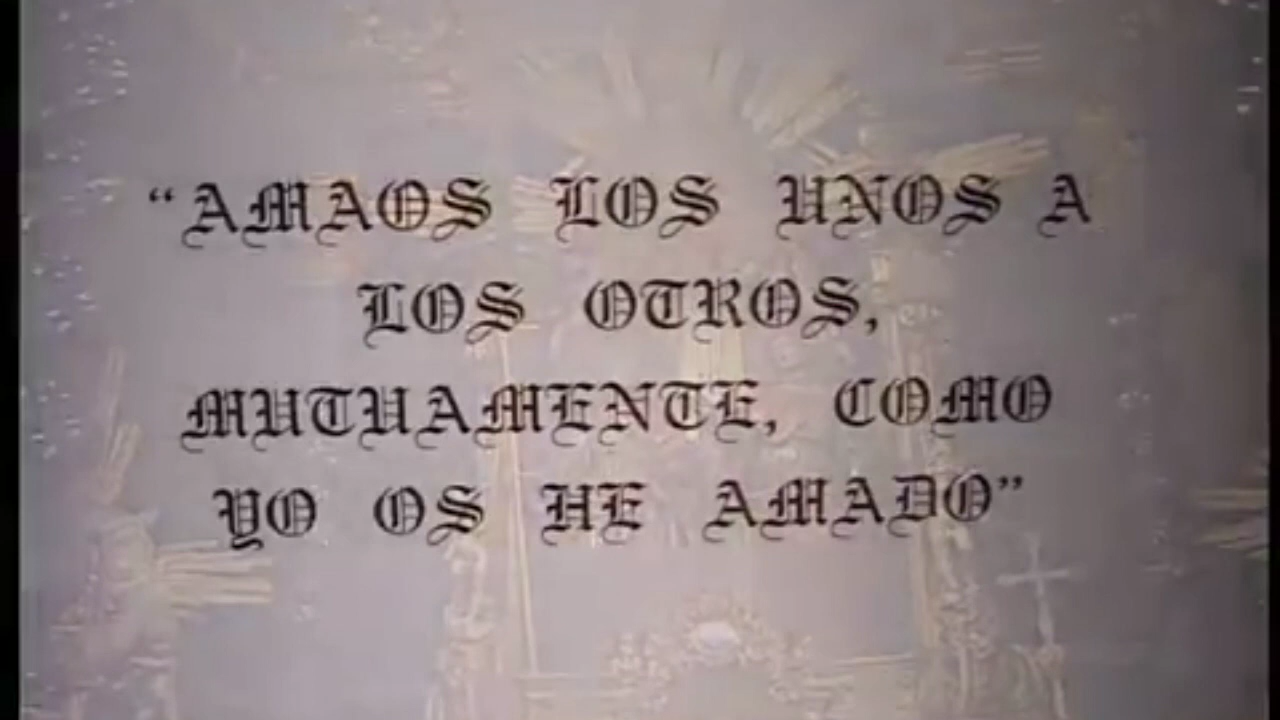 “AMAOS LOS UNOS A
LOS OTROS,
MUTUAMENTE, COMO
YO OS HE AMADO”